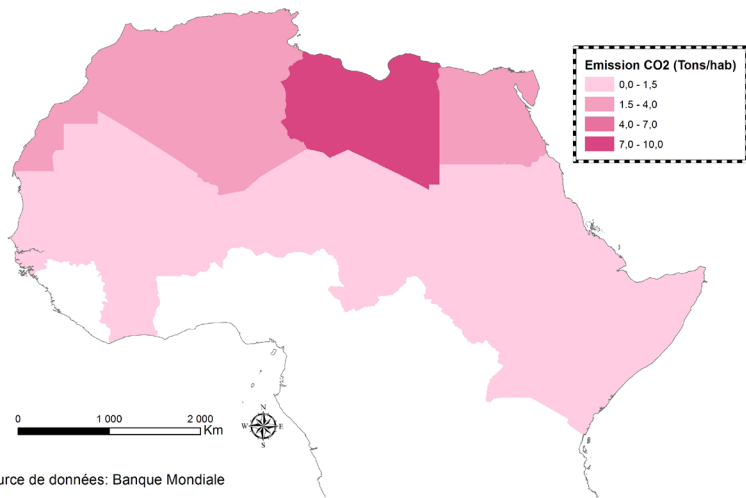 Emission CO2 (Tons/hab)
0,0 - 1,5
1.5 - 4,0
4,0 - 7,0
7,0 - 10,0
0 1 000 2 000
Km
N
W E
S
urce de données: Banque Mondiale